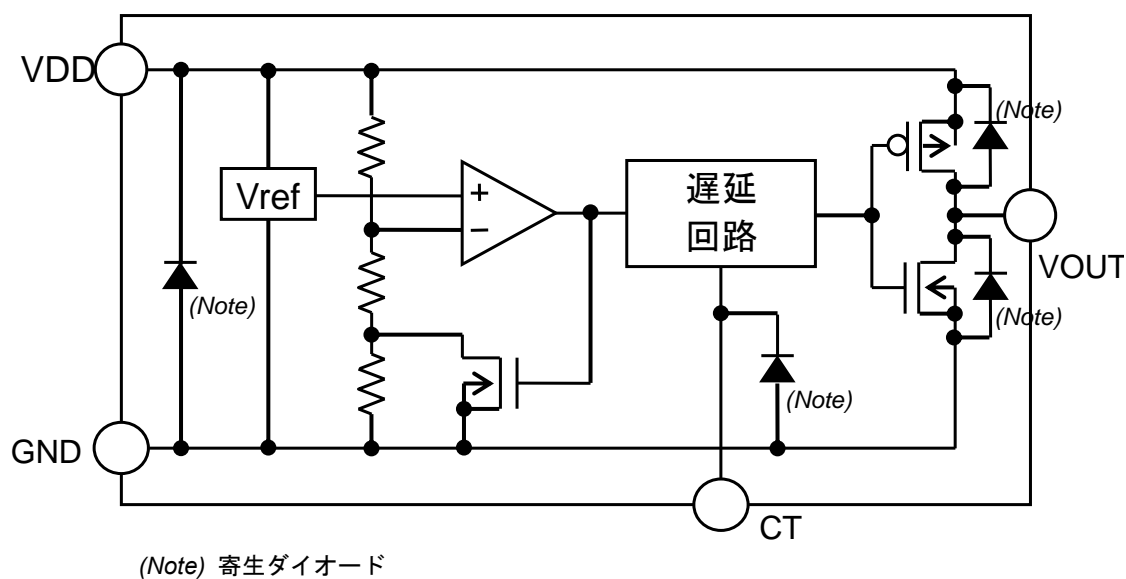 VDD
(Note)
Vref
+
−
遅延
回路
VOUT
(Note)
(Note)
(Note)
GND
CT
(Note) 寄生ダイオード